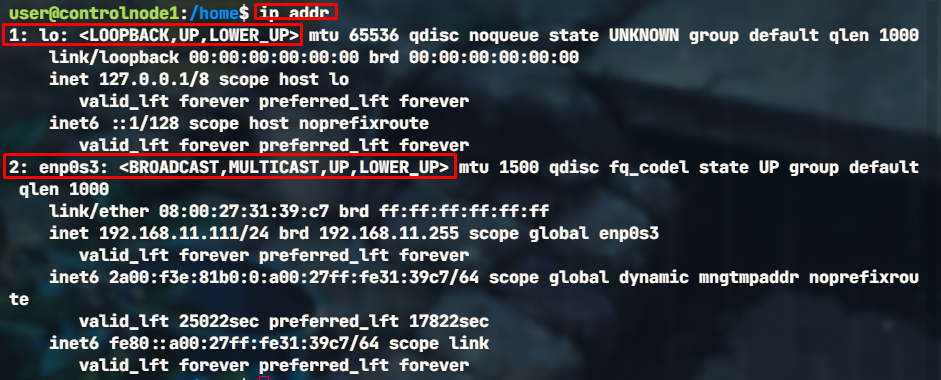 user@controlnode1:/home$ ip addr
1: lo: <LOOPBACK,UP,LOWER_UP> mtu 65536 qdisc noqueue state UNKNOWN group default qlen 1000
link/loopback 00:00:00:00:00:00 brd 00:00:00:00:00:00
inet 127.0.0.1/8 scope host lo
valid_lft forever preferred_lft forever
inet6 ::1/128 scope host noprefixroute
valid_lft forever preferred_lft forever
2: enp0s3: <BROADCAST,MULTICAST,UP,LOWER_UP> mtu 1500 qdisc fq_codel state UP group default
qlen 1000
link/ether 08:00:27:31:39:c7 brd ff:ff:ff:ff:ff:ff
inet 192.168.11.111/24 brd 192.168.11.255 scope global enp0s3
valid_lft forever preferred_lft forever
inet6 2a00:f3e:81b0:0:a00:27ff:fe31:39c7/64 scope global dynamic mngtmpaddr noprefixrou
te
valid_lft 25022sec preferred_lft 17822sec
inet6 fe80::a00:27ff:fe31:39c7/64 scope link
valid_lft forever preferred_lft forever